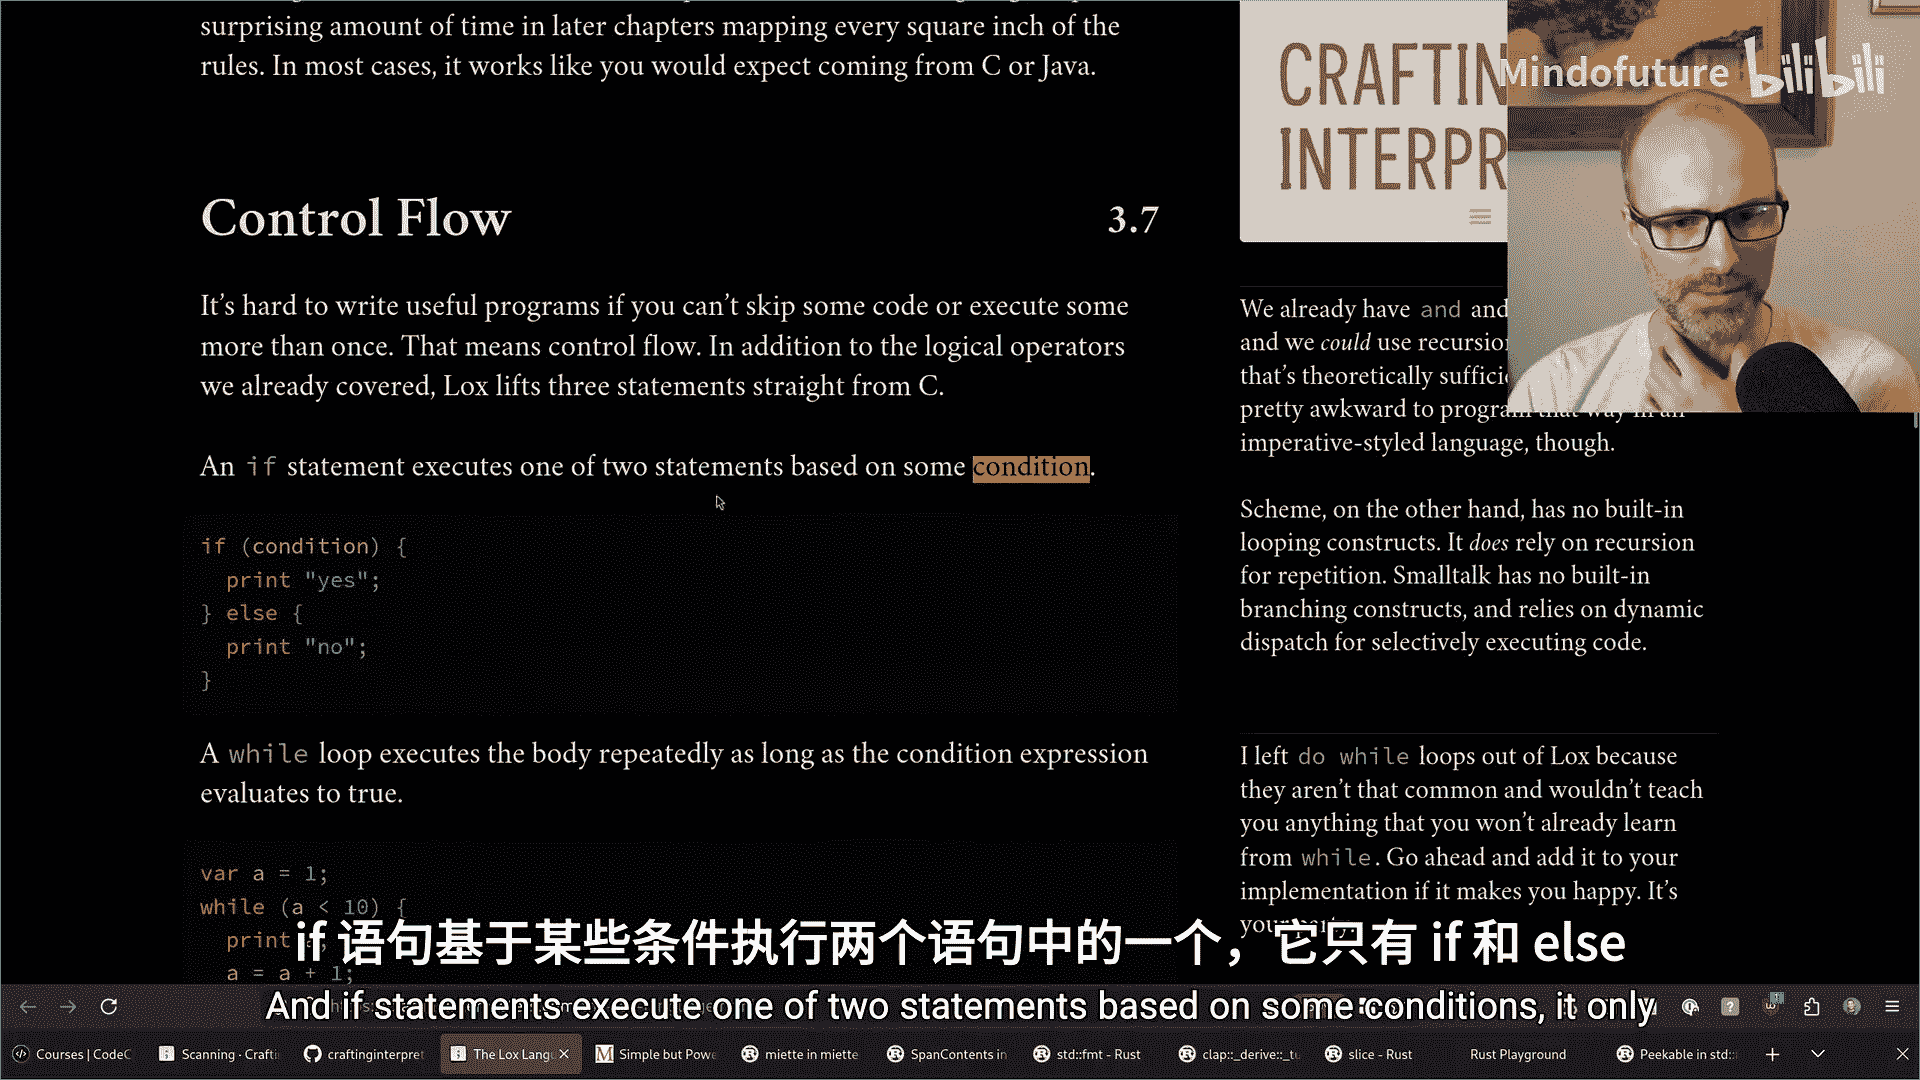 surprising amount of time in later chapters mapping every square inch of the
rules. In most cases, it works like you would expect coming from C or Java.
Control Flow 3.7
It's hard to write useful programs if you can't skip some code or execute some
more than once. That means control flow. In addition to the logical operators
we already covered, Lox lifts three statements straight from C.
An if statement executes one of two statements based on some condition.
if (condition) {
print "yes";
} else {
print "no";
}
A while loop executes the body repeatedly as long as the condition expression
evaluates to true.
var a = 1;
while (a < 10) {
print
a = a + 1;
CRAFTIN
INTERPR
Mindofuture bilibili
We already have and and
and we could use recursion
that's theoretically suffici
pretty awkward to program that way in an
imperative-styled language, though.
Scheme, on the other hand, has no built-in
looping constructs. It does rely on recursion
for repetition. Smalltalk has no built-in
branching constructs, and relies on dynamic
dispatch for selectively executing code.
I left do while loops out of Lox because
they aren't that common and wouldn't teach
you anything that you won't already learn
from while. Go ahead and add it to your
implementation if it makes you happy. It's
your party.
if 语句基于某些条件执行两个语句中的一个，它只有 if 和 else
And if statements execute one of two statements based on some conditions, it only
Courses | CodeC
Scanning · Crafti
craftinginterpret
The Lox Langu
Simple but Powe
miette in miette
SpanContents in
std::fmt - Rust
clap::_derive::_tu
slice - Rust
Rust Playground
Peekable in std::